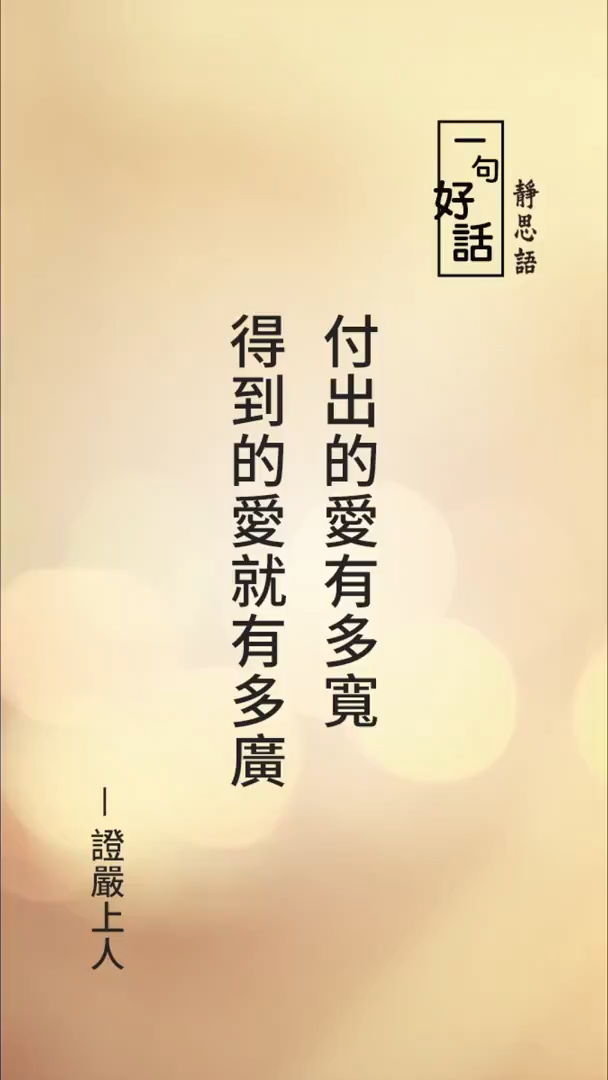 一句好話
靜思語
付出的愛有多寬
得到的愛就有多廣
—證嚴上人